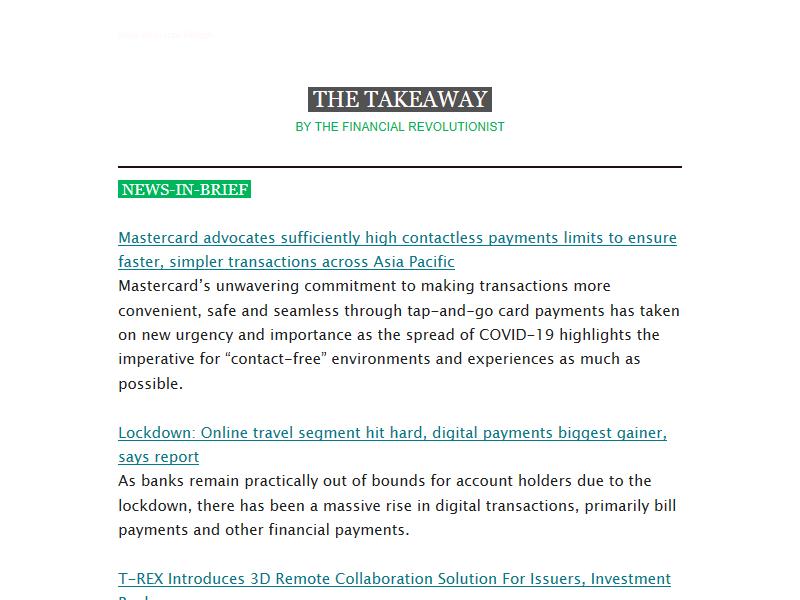 THE TAKEAWAY
BY THE FINANCIAL REVOLUTIONIST
NEWS-IN-BRIEF
Mastercard advocates sufficiently high contactless payments limits to ensure
faster, simpler transactions across Asia Pacific
Mastercard’s unwavering commitment to making transactions more
convenient, safe and seamless through tap-and-go card payments has taken
on new urgency and importance as the spread of COVID-19 highlights the
imperative for “contact-free” environments and experiences as much as
possible.
Lockdown: Online travel segment hit hard, digital payments biggest gainer,
says report
As banks remain practically out of bounds for account holders due to the
lockdown, there has been a massive rise in digital transactions, primarily bill
payments and other financial payments.
T-REX Introduces 3D Remote Collaboration Solution For Issuers, Investment